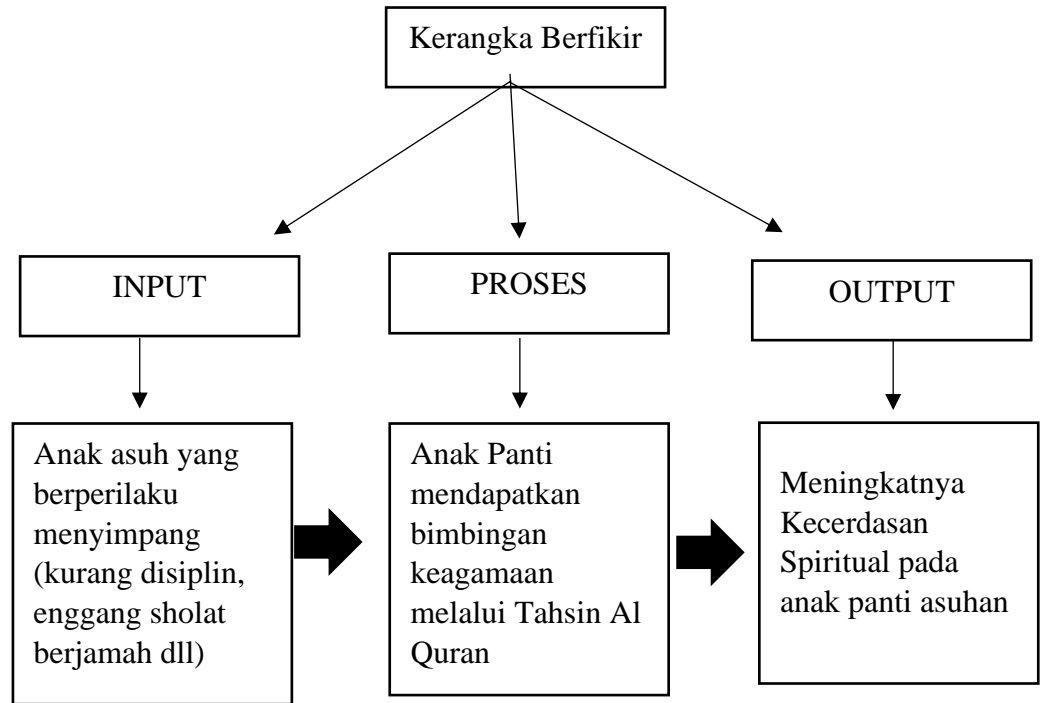 Kerangka Berfikir
INPUT
PROSES
OUTPUT
Anak asuh yang
berperilaku
menyimpang
(kurang disiplin,
enggang sholat
berjamah dll)
Anak Panti
mendapatkan
bimbingan
keagamaan
melalui Tahsin Al
Quran
Meningkatnya
Kecerdasan
Spiritual pada
anak panti asuhan